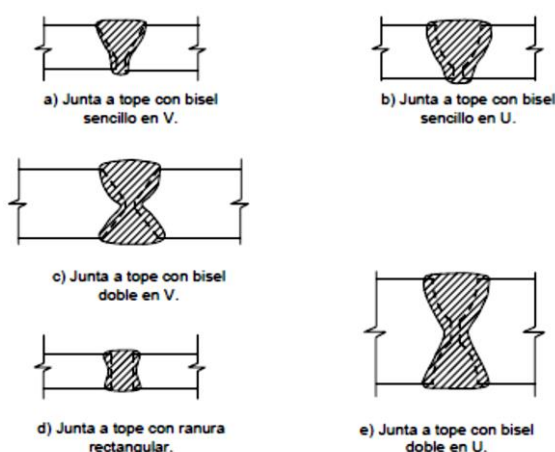 a) Junta a tope con bisel
sencillo en V.
b) Junta a tope con bisel
sencillo en U.
c) Junta a tope con bisel
doble en V.
d) Junta a tope con ranura
rectangular.
e) Junta a tope con bisel
doble en U.